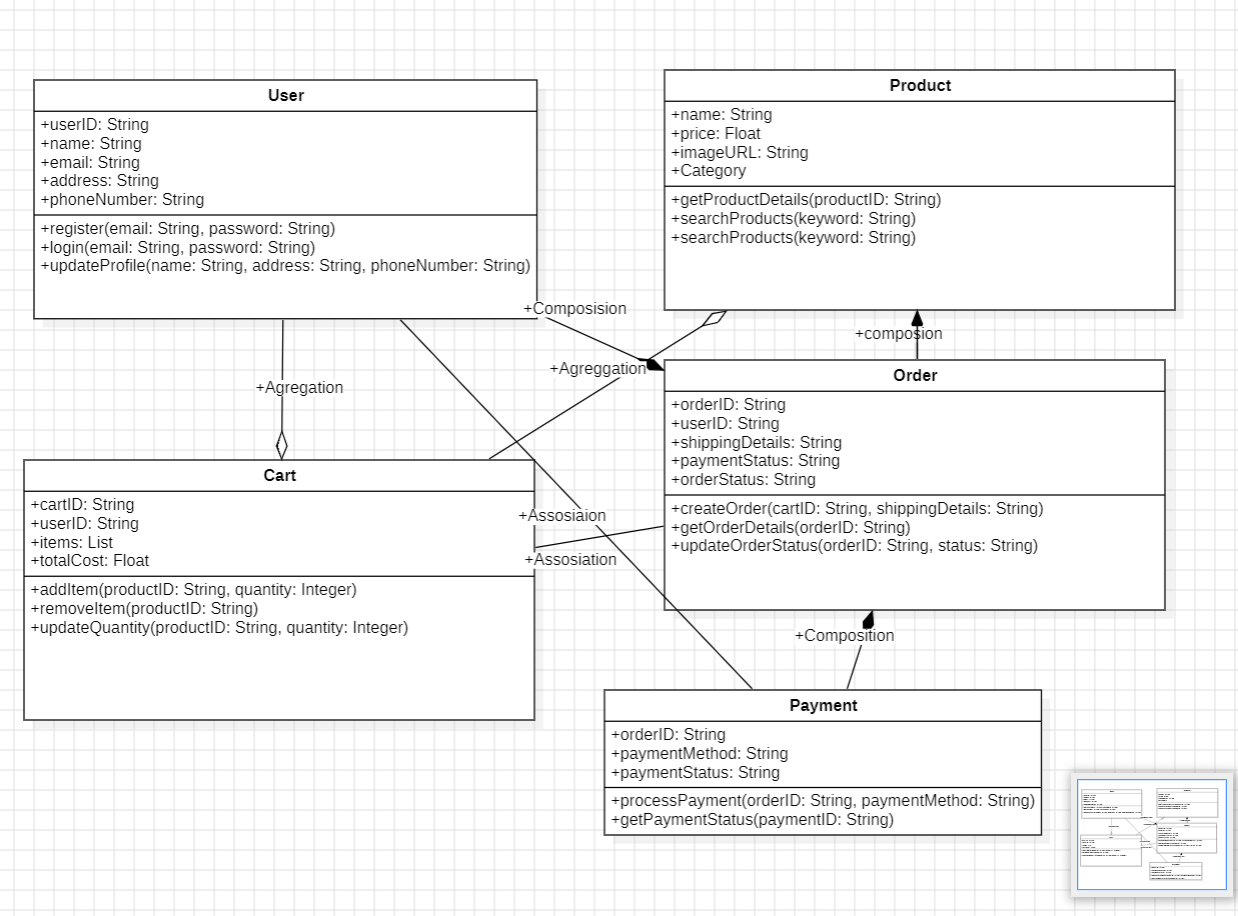 User
+userID: String
+name: String
+email: String
+address: String
+phoneNumber: String
+register(email: String, password: String)
+login(email: String, password: String)
+updateProfile(name: String, address: String, phoneNumber: String)
Product
+name: String
+price: Float
+imageURL: String
+Category
+getProductDetails(productID: String)
+searchProducts(keyword: String)
+searchProducts(keyword: String)
+Composision
+composion
+Agreggation
+Agregation
Order
+orderID: String
+userID: String
+shippingDetails: String
+paymentStatus: String
+orderStatus: String
+createOrder(cartID: String, shippingDetails: String)
+getOrderDetails(orderID: String)
+updateOrderStatus(orderID: String, status: String)
Cart
+cartID: String
+userID: String
+items: List
+totalCost: Float
+addItem(productID: String, quantity: Integer)
+removeItem(productID: String)
+updateQuantity(productID: String, quantity: Integer)
+Assosiaion
+Assosiation
+Composition
Payment
+orderID: String
+paymentMethod: String
+paymentStatus: String
+processPayment(orderID: String, paymentMethod: String)
+getPaymentStatus(paymentID: String)